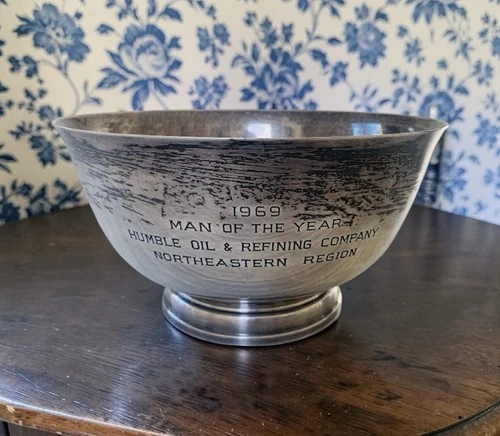 1969
MAN OF THE YEAR
HUMBLE OIL & REFINING COMPANY
NORTHEASTERN REGION